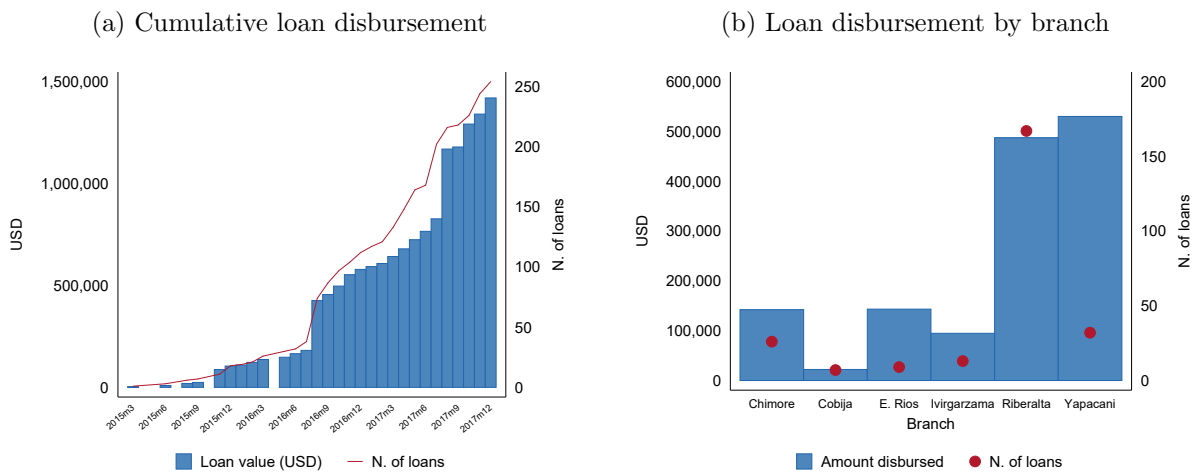 (a) Cumulative loan disbursement
1,500,000
1,000,000
500,000
0
USD
250
200
150
100
50
0
N. of loans
2015m3
2015m6
2015m9
2015m12
2016m3
2016m6
2016m9
2016m12
2017m3
2017m6
2017m9
2017m12
Loan value (USD) N. of loans
(b) Loan disbursement by branch
600,000
500,000
400,000
300,000
200,000
100,000
0
USD
200
150
100
50
0
N. of loans
Chimore Cobija E. Rios Ivirgarzama Riberalta Yapacani
Branch
Amount disbursed N. of loans